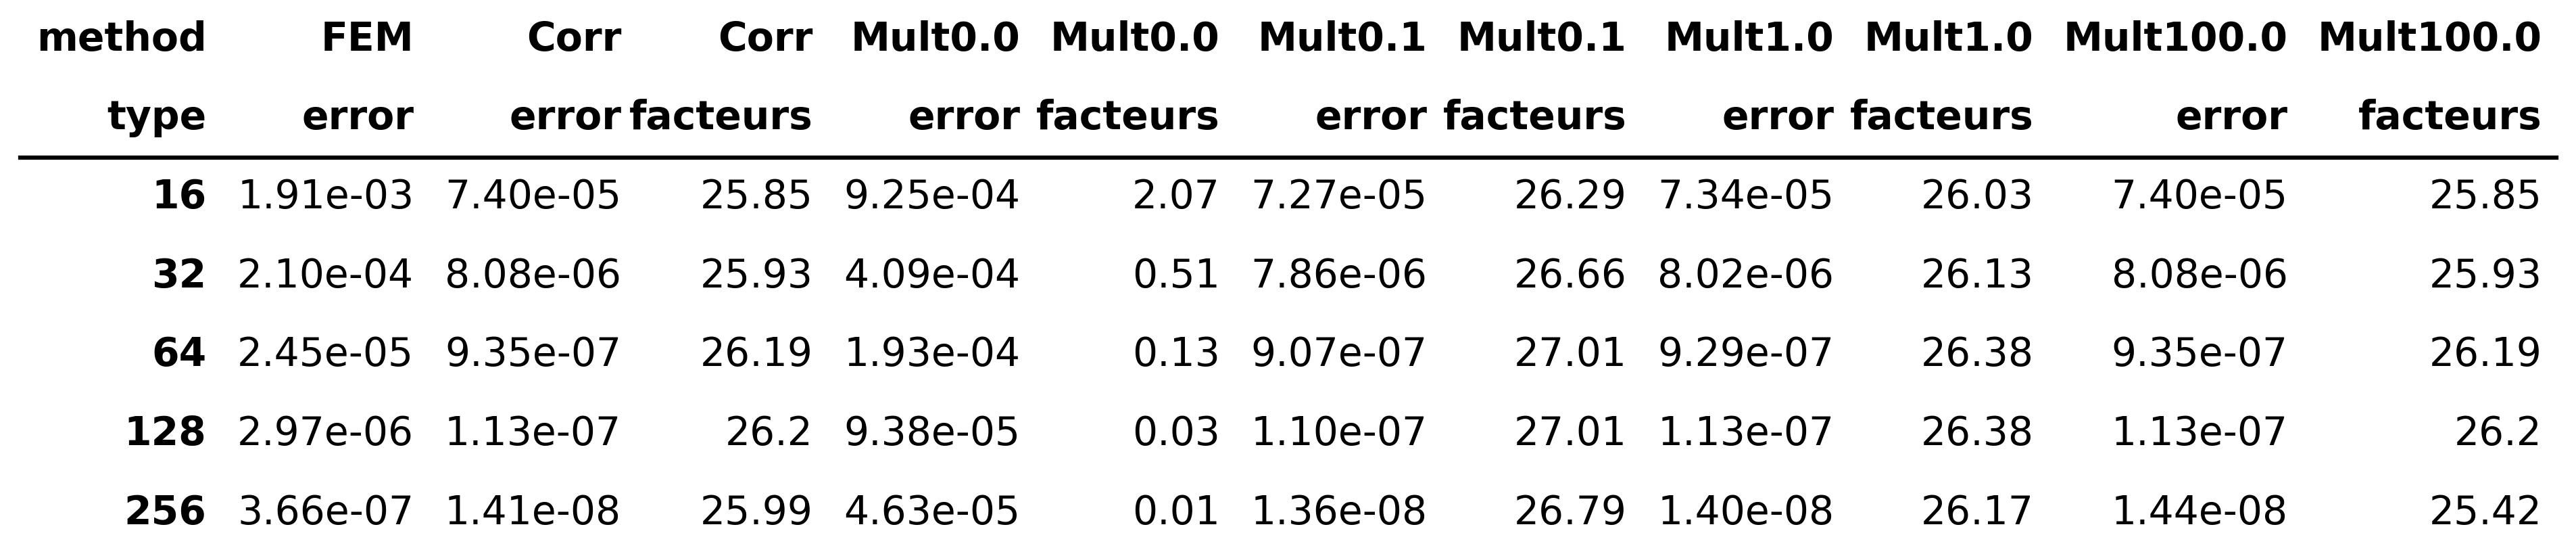 method FEM Corr Corr Mult0.0 Mult0.0 Mult0.1 Mult0.1 Mult1.0 Mult1.0 Mult100.0 Mult100.0
type error error facteurs error facteurs error facteurs error facteurs error facteurs
16 1.91e-03 7.40e-05 25.85 9.25e-04 2.07 7.27e-05 26.29 7.34e-05 26.03 7.40e-05 25.85
32 2.10e-04 8.08e-06 25.93 4.09e-04 0.51 7.86e-06 26.66 8.02e-06 26.13 8.08e-06 25.93
64 2.45e-05 9.35e-07 26.19 1.93e-04 0.13 9.07e-07 27.01 9.29e-07 26.38 9.35e-07 26.19
128 2.97e-06 1.13e-07 26.2 9.38e-05 0.03 1.10e-07 27.01 1.13e-07 26.38 1.13e-07 26.2
256 3.66e-07 1.41e-08 25.99 4.63e-05 0.01 1.36e-08 26.79 1.40e-08 26.17 1.44e-08 25.42